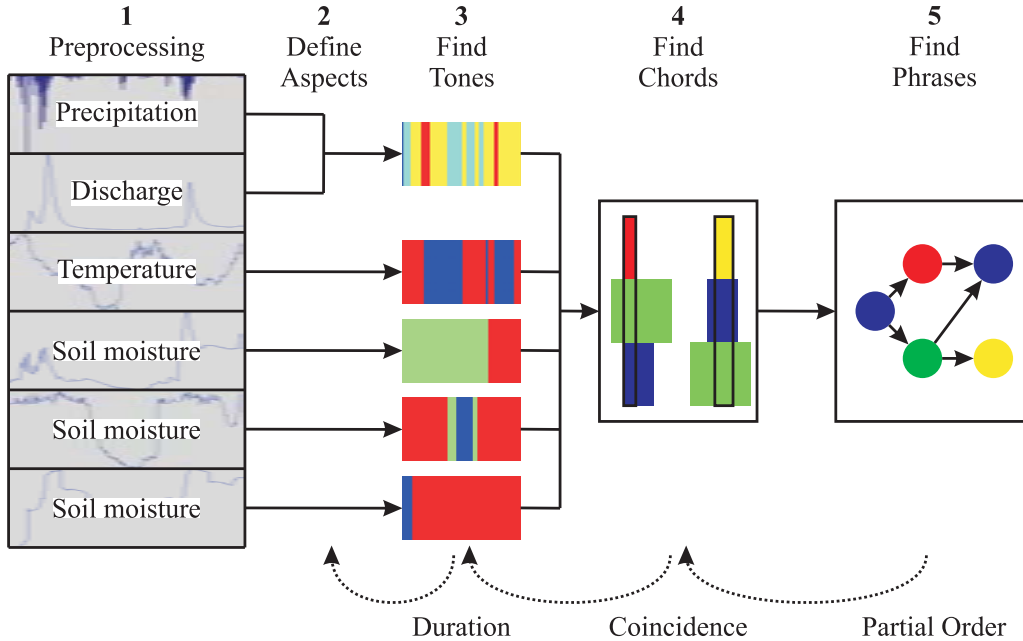 1
Preprocessing
2
Define
Aspects
3
Find
Tones
4
Find
Chords
5
Find
Phrases
Precipitation
Discharge
Temperature
Soil moisture
Soil moisture
Soil moisture
Duration
Coincidence
Partial Order